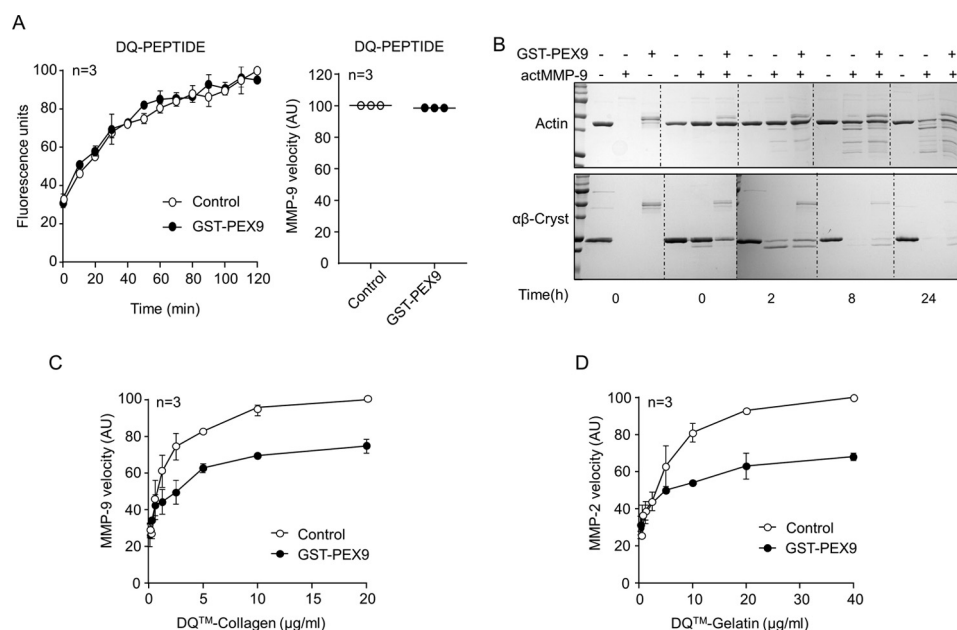 A
DQ-PEPTIDE
n=3
100
80
60
40
20
0
Fluorescence units
Control
GST-PEX9
0 20 40 60 80 100 120
Time (min)
DQ-PEPTIDE
n=3
120
100
80
60
40
20
0
MMP-9 velocity (AU)
Control
GST-PEX9
B
GST-PEX9 - - + - - + - - + - - + - - +
actMMP-9 - + - - + + - + + - + + - + +
Actin
αβ-Cryst
Time(h) 0 0 2 8 24
C
n=3
100
80
60
40
20
0
MMP-9 velocity (AU)
Control
GST-PEX9
0 5 10 20
DQ™-Collagen (µg/ml)
D
n=3
100
80
60
40
20
0
MMP-2 velocity (AU)
Control
GST-PEX9
0 10 20 30 40
DQ™-Gelatin (µg/ml)